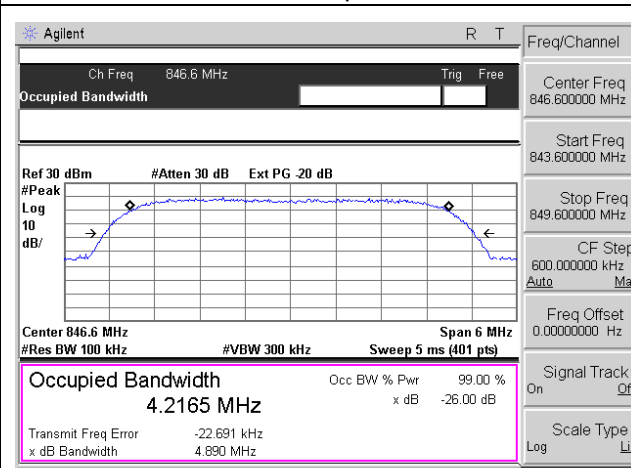 Agilent R T
Ch Freq 846.6 MHz Trig Free
Occupied Bandwidth
Ref 30 dBm #Atten 30 dB Ext PG -20 dB
#Peak
Log
10
dB/
Center 846.6 MHz Span 6 MHz
#Res BW 100 kHz #VBW 300 kHz Sweep 5 ms (401 pts)
Occupied Bandwidth Occ BW % Pwr 99.00 %
4.2165 MHz x dB -26.00 dB
Transmit Freq Error -22.691 kHz
x dB Bandwidth 4.890 MHz
Freq/Channel
Center Freq
846.600000 MHz
Start Freq
843.600000 MHz
Stop Freq
849.600000 MHz
CF Step
600.000000 kHz
Auto Ma
Freq Offset
0.00000000 Hz
Signal Track
On Of
Scale Type
Log Li